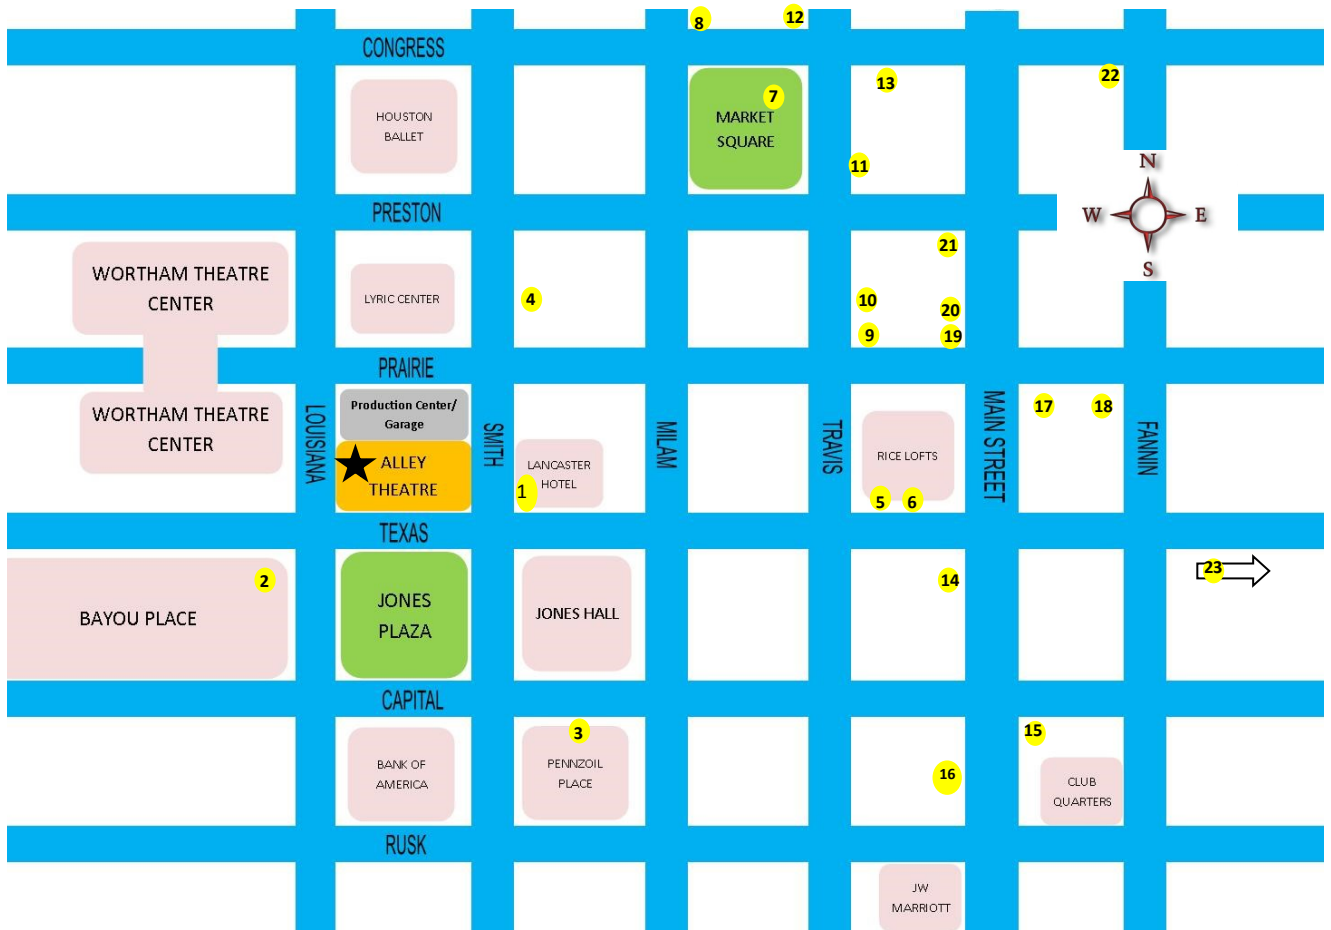 8
12
CONGRESS
13
22
7
HOUSTON
BALLET
MARKET
SQUARE
11
N
W
E
S
PRESTON
21
WORTHAM THEATRE
CENTER
LYRIC CENTER
4
10
20
9
19
PRAIRIE
Production Center/
Garage
WORTHAM THEATRE
CENTER
LOUISIANA
SMITH
MILAM
TRAVIS
MAIN STREET
FANNIN
17
18
ALLEY
THEATRE
LANCASTER
HOTEL
1
RICE LOFTS
5
6
TEXAS
2
BAYOU PLACE
JONES
PLAZA
JONES HALL
14
23
CAPITAL
3
15
BANK OF
AMERICA
PENNZOIL
PLACE
16
CLUB
QUARTERS
RUSK
JW
MARRIOTT